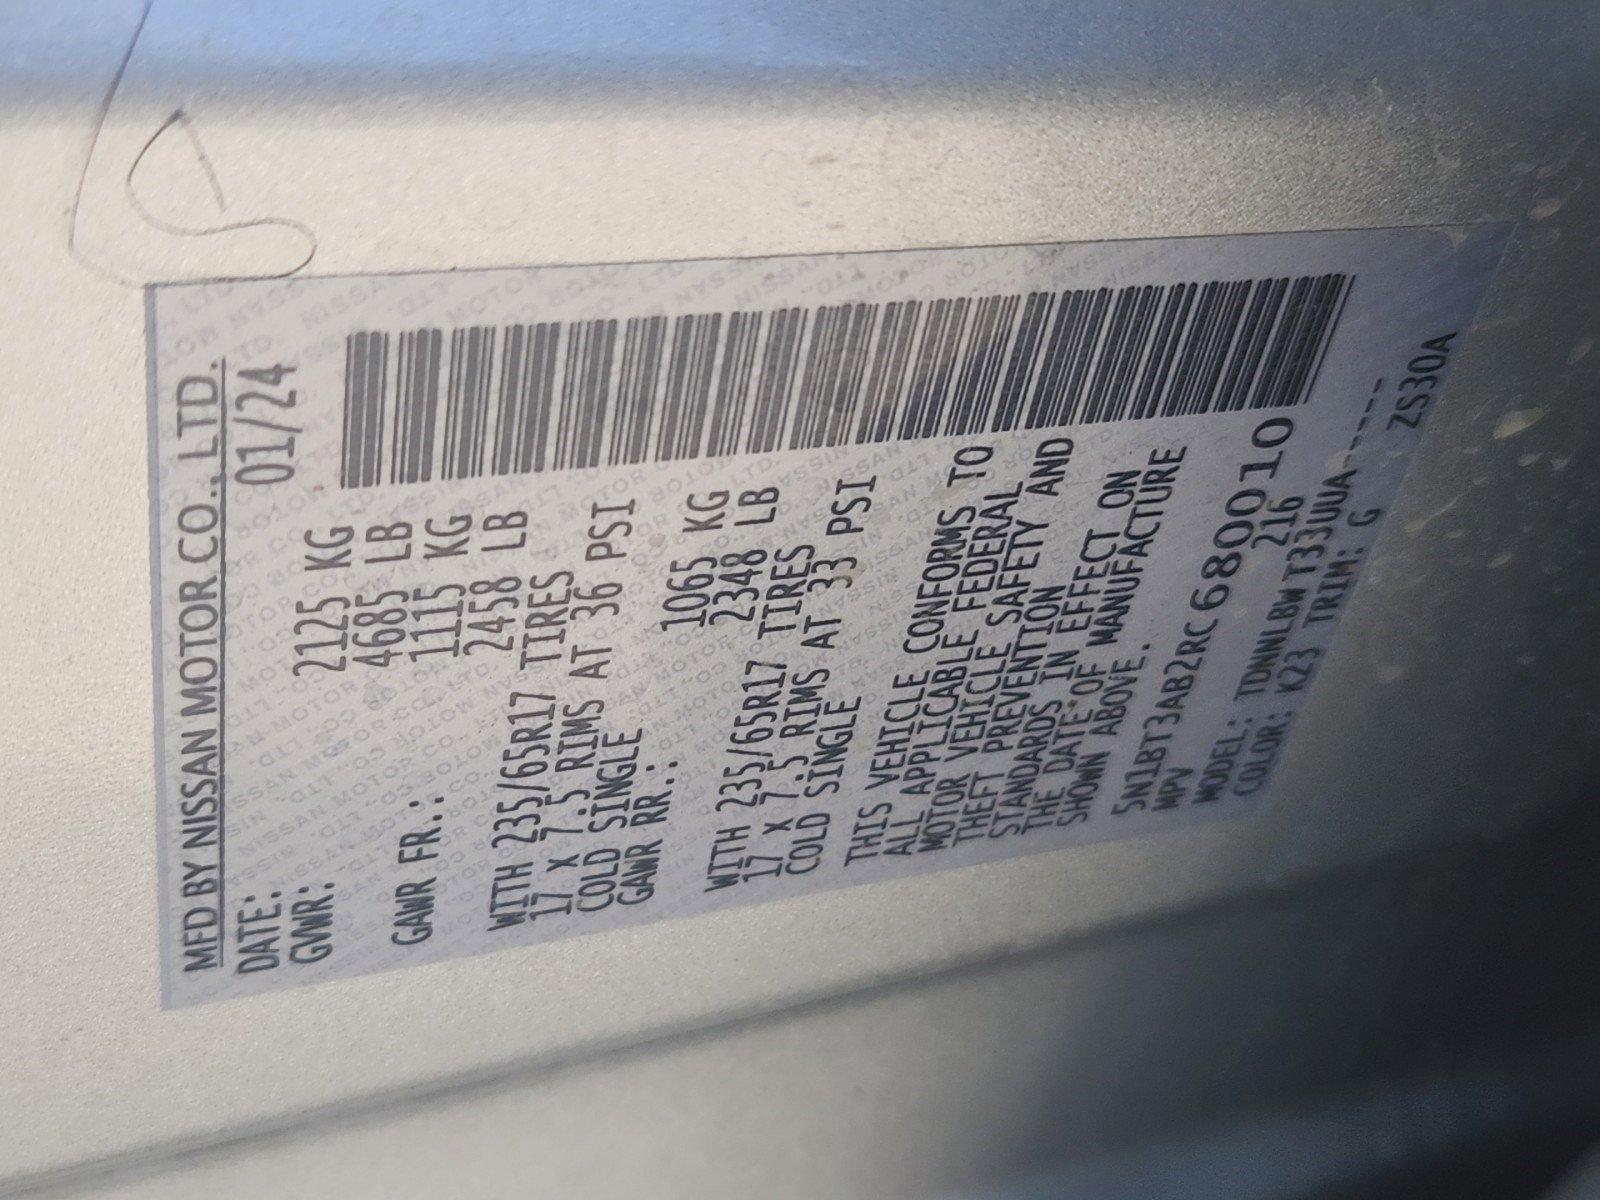 MFD BY NISSAN MOTOR CO., LTD.
DATE: 01/24
GVWR: 2125 KG
4685 LB
GAWR FR.: 1115 KG
2458 LB
WITH 235/65R17 TIRES
17 X 7.5 RIMS AT 36 PSI
COLD SINGLE
GAWR RR.: 1065 KG
2348 LB
WITH 235/65R17 TIRES
17 X 7.5 RIMS AT 33 PSI
COLD SINGLE
THIS VEHICLE CONFORMS TO
ALL APPLICABLE FEDERAL
MOTOR VEHICLE SAFETY AND
THEFT PREVENTION
STANDARDS IN EFFECT ON
THE DATE OF MANUFACTURE
SHOWN ABOVE.
5N1BT3AB2RC680010
MPV 216
MODEL: TDNNLBWT33UUA-----
COLOR: K23 TRIM: G ZS30A